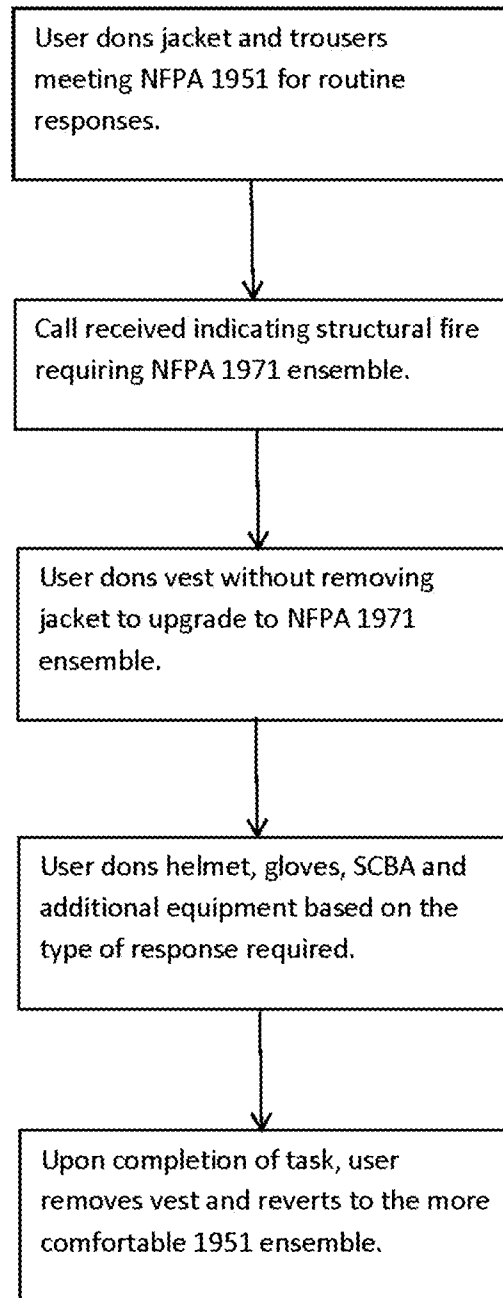 User dons jacket and trousers
meeting NFPA 1951 for routine
responses.
Call received indicating structural fire
requiring NFPA 1971 ensemble.
User dons vest without removing
jacket to upgrade to NFPA 1971
ensemble.
User dons helmet, gloves, SCBA and
additional equipment based on the
type of response required.
Upon completion of task, user
removes vest and reverts to the more
comfortable 1951 ensemble.